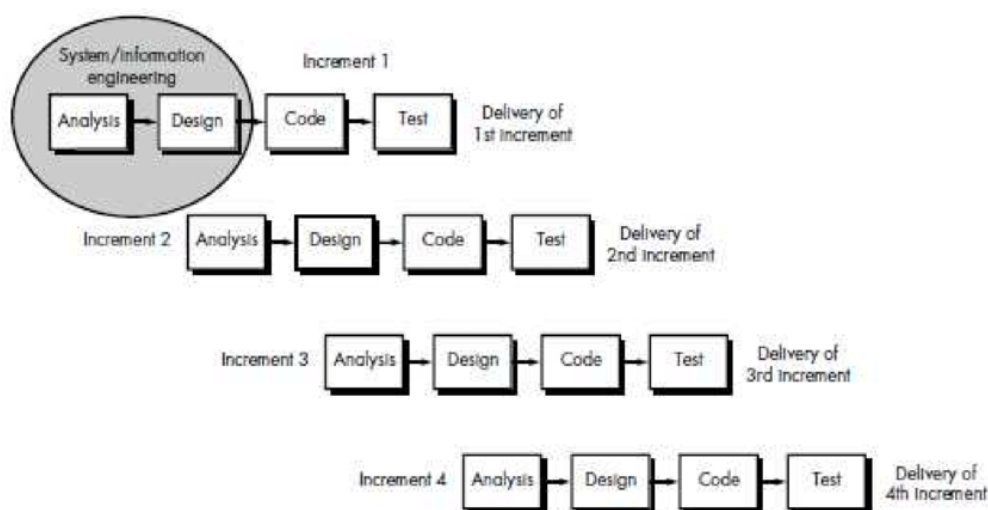 System/information
engineering
Increment 1
Analysis
Design
Code
Test
Delivery of
1st increment
Increment 2
Analysis
Design
Code
Test
Delivery of
2nd increment
Increment 3
Analysis
Design
Code
Test
Delivery of
3rd increment
Increment 4
Analysis
Design
Code
Test
Delivery of
4th increment